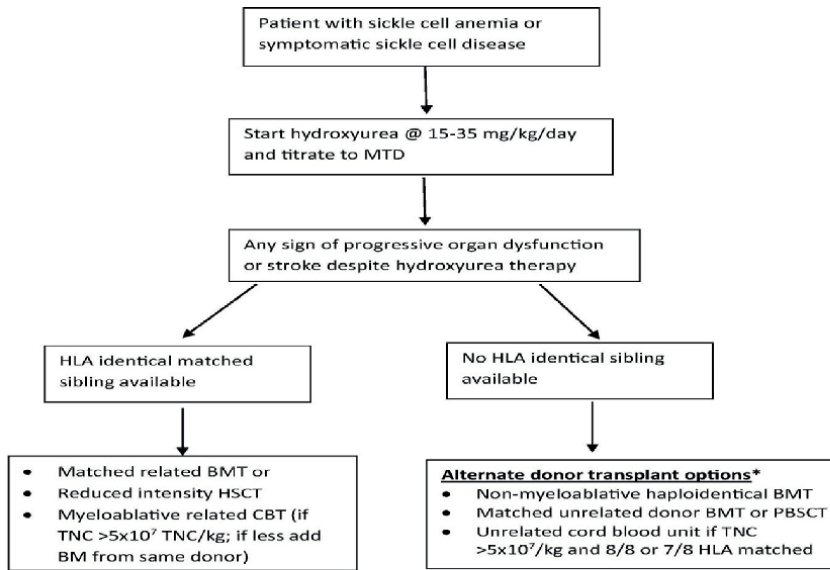 Patient with sickle cell anemia or
symptomatic sickle cell disease
Start hydroxyurea @ 15-35 mg/kg/day
and titrate to MTD
Any sign of progressive organ dysfunction
or stroke despite hydroxyurea therapy
HLA identical matched
sibling available
No HLA identical sibling
available
• Matched related BMT or
• Reduced intensity HSCT
• Myeloablative related CBT (if
TNC >5x10⁷ TNC/kg; if less add
BM from same donor)
Alternate donor transplant options*
• Non-myeloablative haploidentical BMT
• Matched unrelated donor BMT or PBSCT
• Unrelated cord blood unit if TNC
>5x10⁷/kg and 8/8 or 7/8 HLA matched